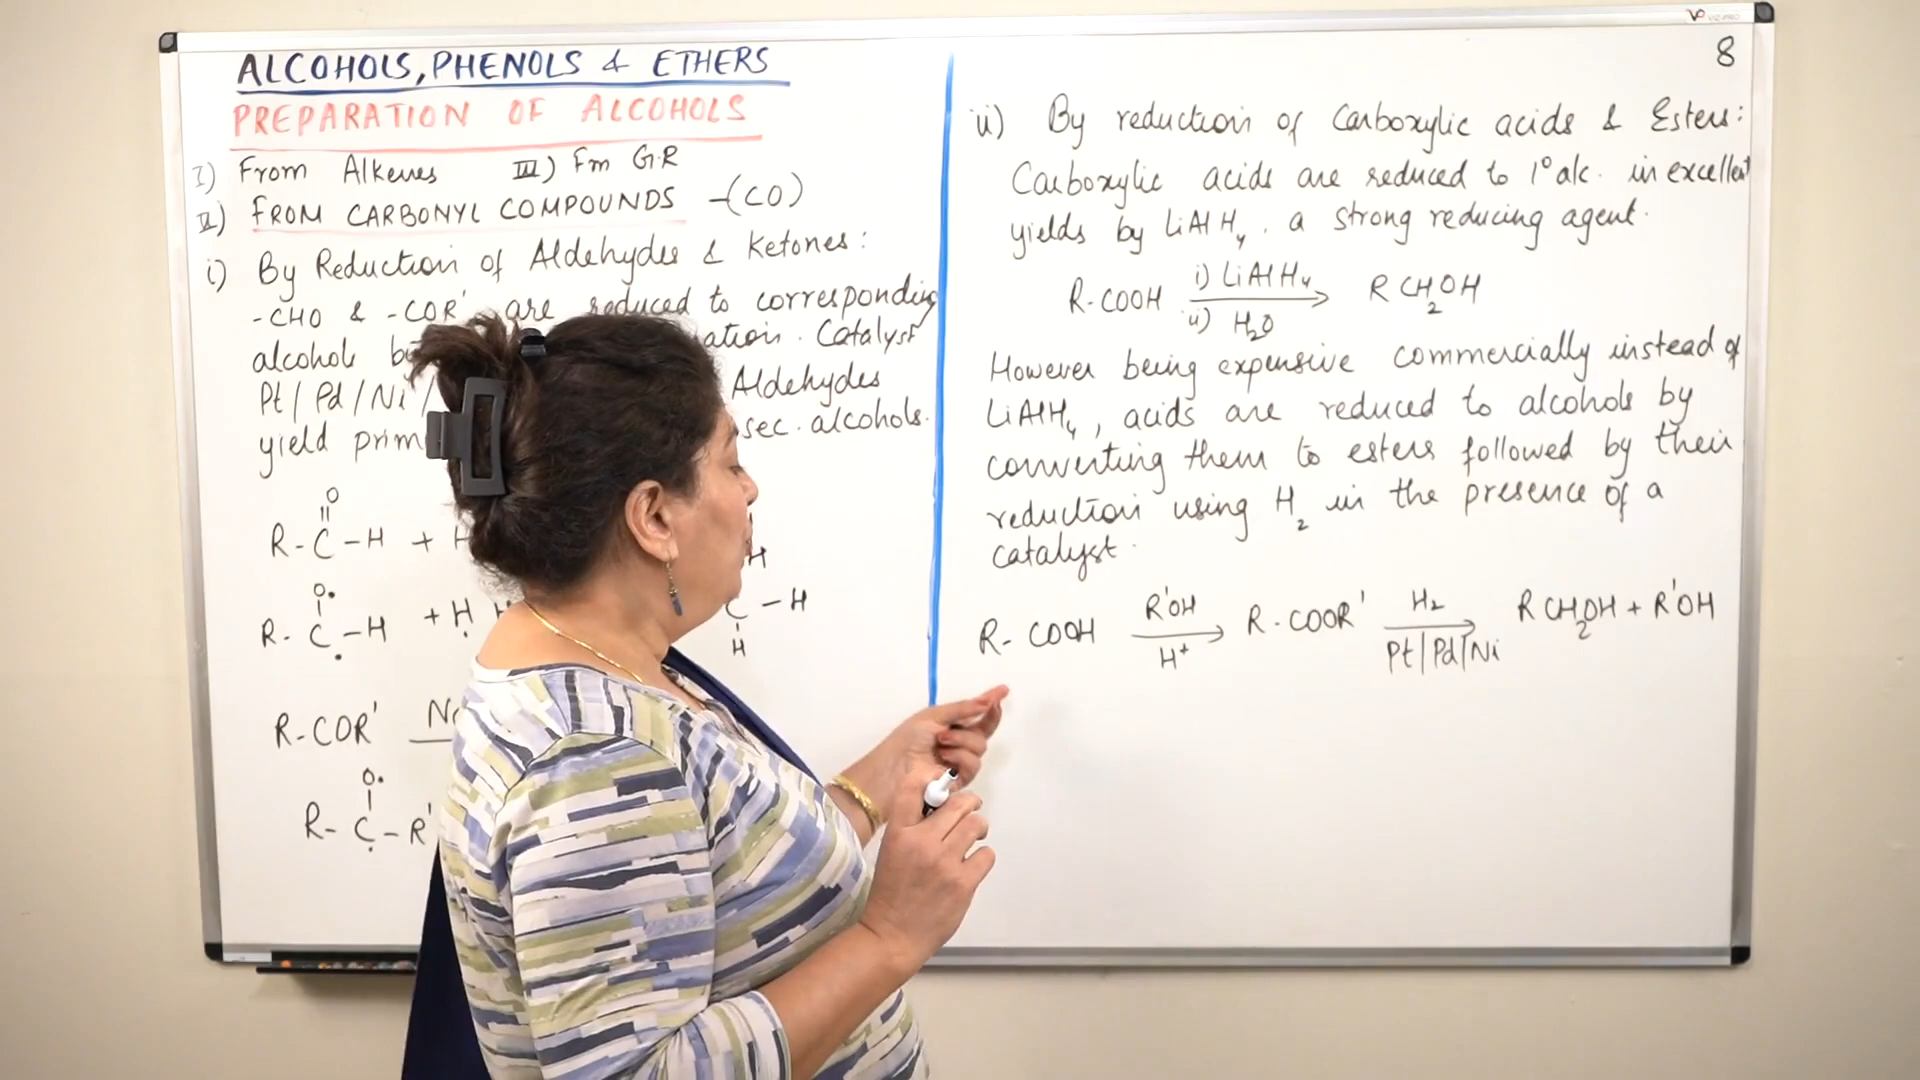 ALCOHOLS, PHENOLS & ETHERS
PREPARATION OF ALCOHOLS
I) From Alkenes III) Fm G.R
II) FROM CARBONYL COMPOUNDS -(CO)
i) By Reduction of Aldehydes & Ketones:
-CHO & -COR' are reduced to corresponding
alcohols
Catalyst
Pt/Pd/Ni/ Aldehydes
yield sec. alcohols.
O
||
R-C-H + H
O•
|
R-C-H + H C-H
•
H
R-COR'
O•
|
R-C-R'
•
8
ii) By reduction of Carboxylic acids & Esters:
Carboxylic acids are reduced to 1° alc. in excellent
yields by LiAlH4, a strong reducing agent.
R-COOH i) LiAlH4 → RCH2OH
ii) H2O
However being expensive commercially instead of
LiAlH4, acids are reduced to alcohols by
converting them to esters followed by their
reduction using H2 in the presence of a
catalyst.
R-COOH R'OH → H+ R-COOR' H2 → Pt|Pd|Ni RCH2OH + R'OH